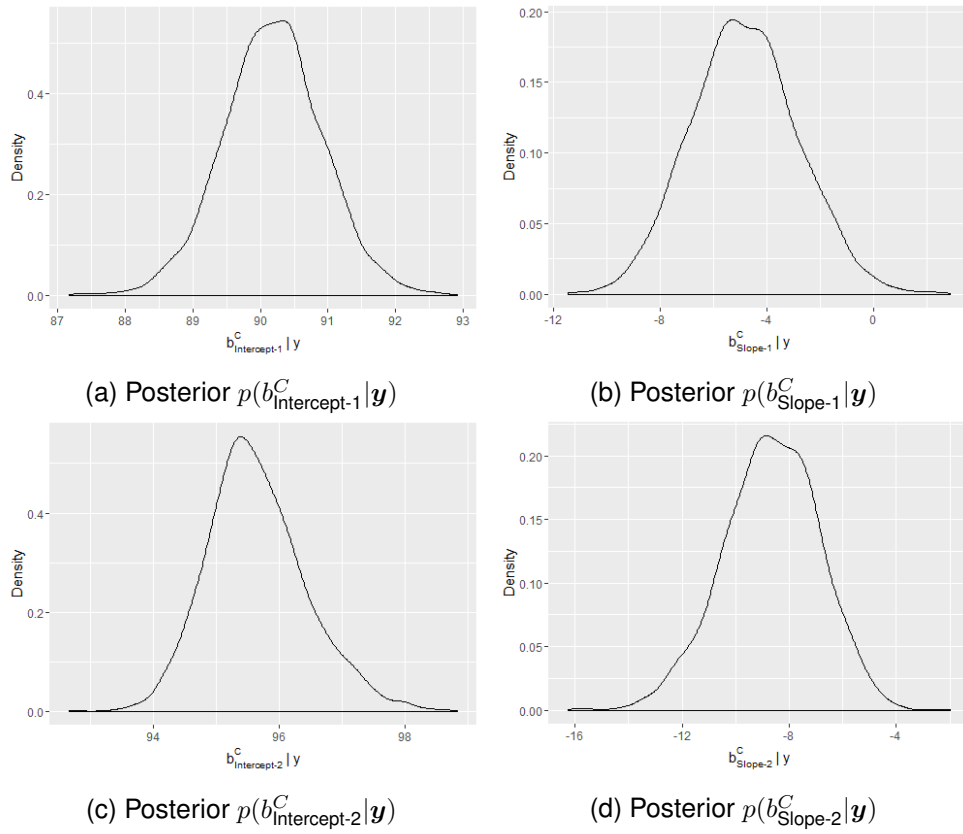 Density
0.4
0.2
0.0
87 88 89 90 91 92 93
b^C_Intercept-1 | y
(a) Posterior p(b^C_Intercept-1|y)
Density
0.20
0.15
0.10
0.05
0.00
-12 -8 -4 0
b^C_Slope-1 | y
(b) Posterior p(b^C_Slope-1|y)
Density
0.4
0.2
0.0
94 96 98
b^C_Intercept-2 | y
(c) Posterior p(b^C_Intercept-2|y)
Density
0.20
0.15
0.10
0.05
0.00
-16 -12 -8 -4
b^C_Slope-2 | y
(d) Posterior p(b^C_Slope-2|y)